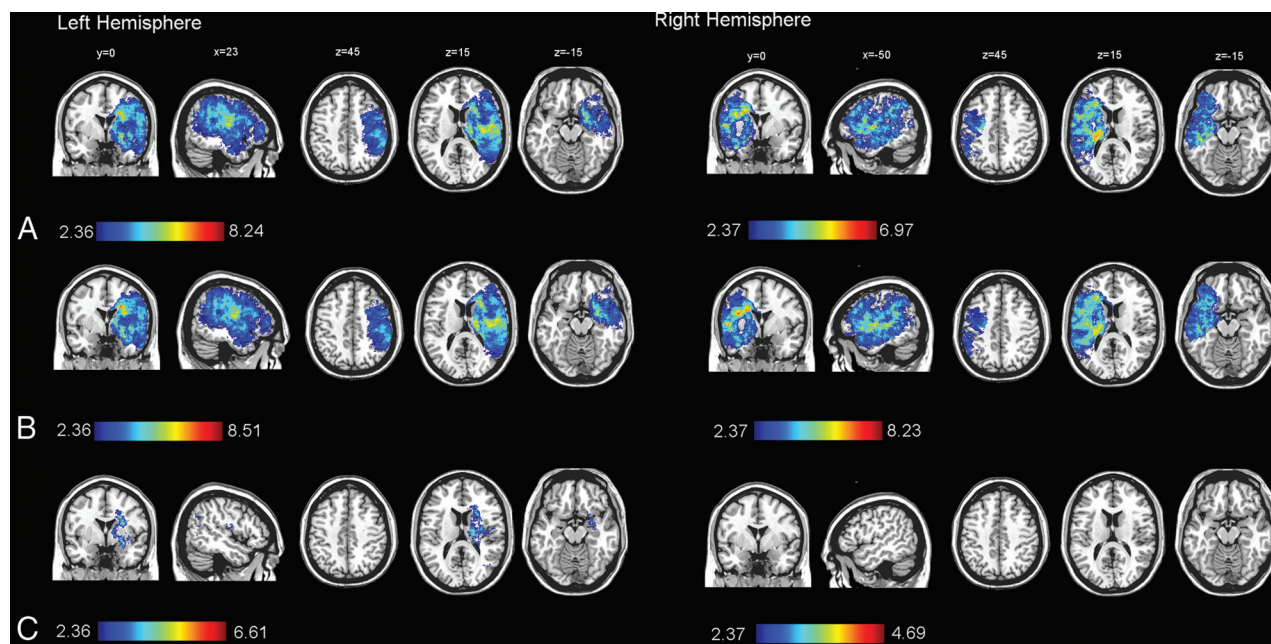 Left Hemisphere
Right Hemisphere
y=0 x=23 z=45 z=15 z=-15
y=0 x=-50 z=45 z=15 z=-15
A 2.36 8.24
2.37 6.97
B 2.36 8.51
2.37 8.23
C 2.36 6.61
2.37 4.69